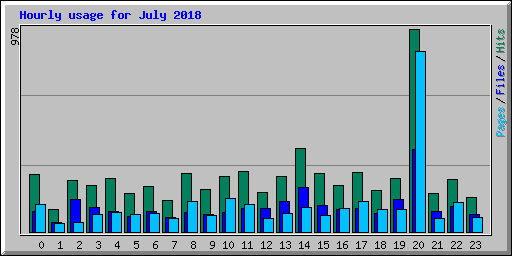 Hourly usage for July 2018
978
Pages / Files / Hits
0 1 2 3 4 5 6 7 8 9 10 11 12 13 14 15 16 17 18 19 20 21 22 23